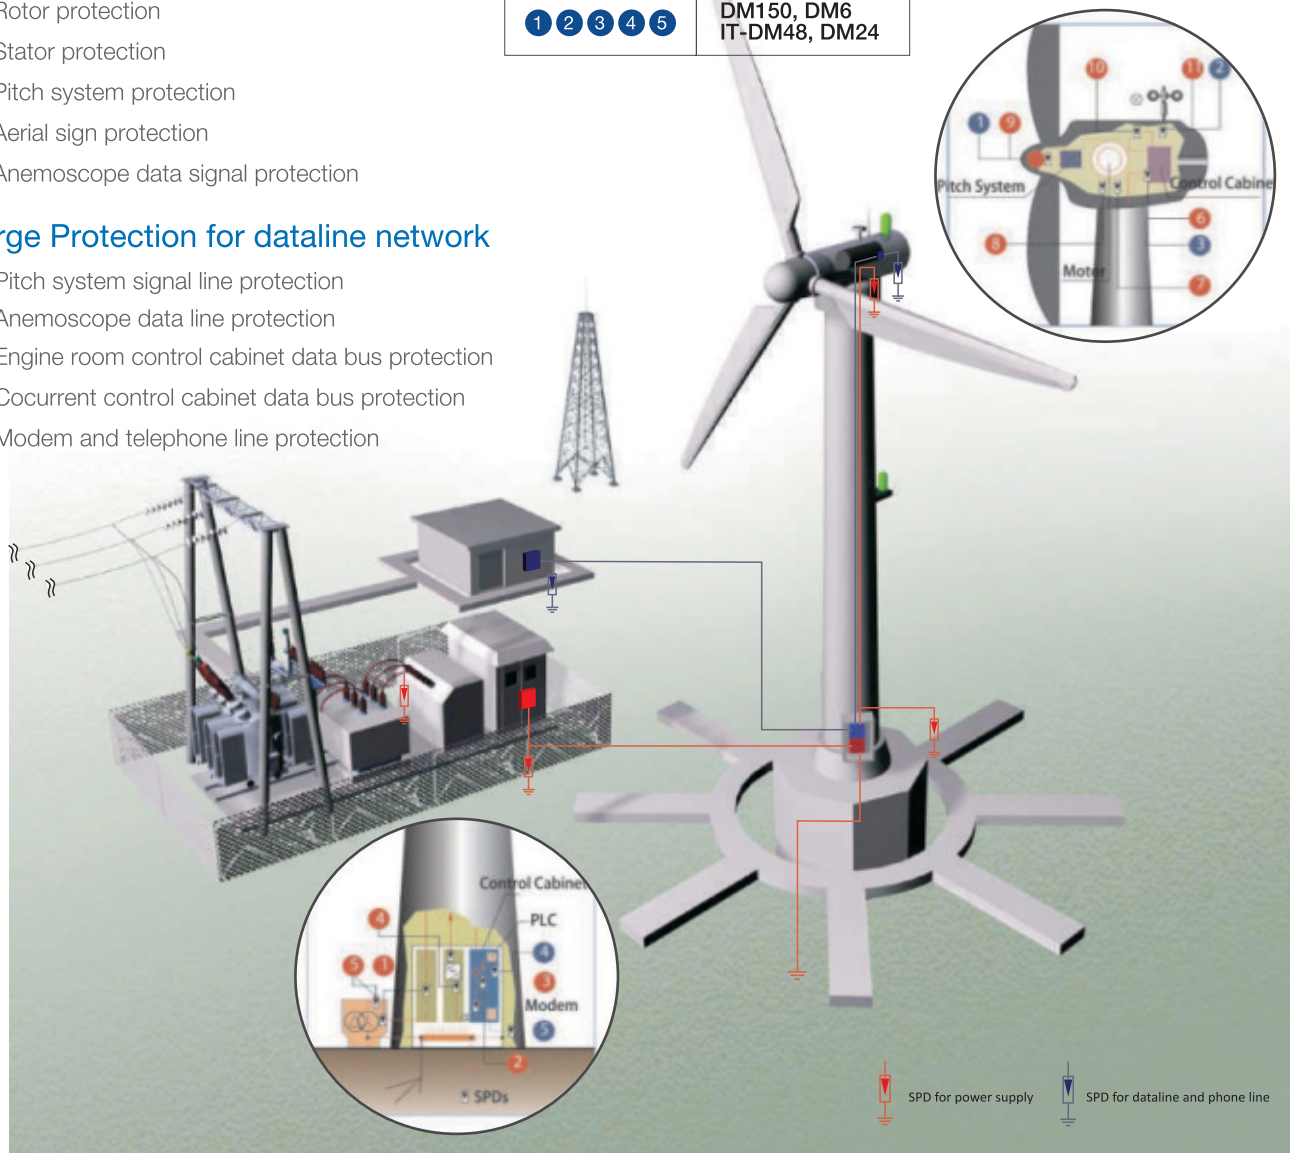 Rotor protection
Stator protection
Pitch system protection
Aerial sign protection
Anemoscope data signal protection
rge Protection for dataline network
Pitch system signal line protection
Anemoscope data line protection
Engine room control cabinet data bus protection
Cocurrent control cabinet data bus protection
Modem and telephone line protection
1 2 3 4 5
DM150, DM6
IT-DM48, DM24
10 11 2
1 9
Pitch System
Control Cabine
6
8 3
Motor
7
Control Cabinet
4
PLC
4
5 1
3
Modem
5
2
SPDs
SPD for power supply
SPD for dataline and phone line